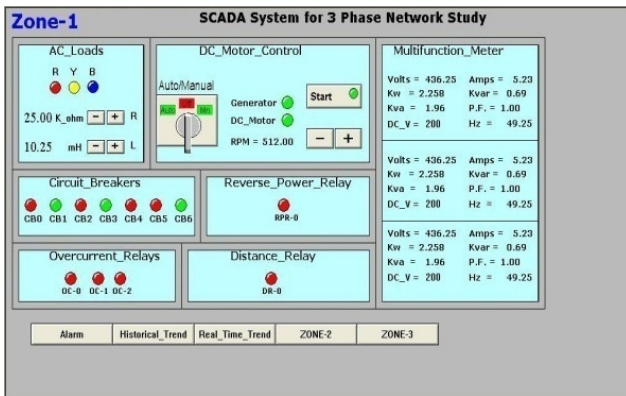 Zone-1
SCADA System for 3 Phase Network Study
AC_Loads
R Y B
25.00 K_ohm - + R
10.25 mH - + L
DC_Motor_Control
Auto/Manual
Auto Off Man
Generator
DC_Motor
RPM = 512.00
Start
- +
Multifunction_Meter
Volts = 436.25 Amps = 5.23
Kw = 2.258 Kvar = 0.69
Kva = 1.96 P.F. = 1.00
DC_V = 200 Hz = 49.25
Volts = 436.25 Amps = 5.23
Kw = 2.258 Kvar = 0.69
Kva = 1.96 P.F. = 1.00
DC_V = 200 Hz = 49.25
Volts = 436.25 Amps = 5.23
Kw = 2.258 Kvar = 0.69
Kva = 1.96 P.F. = 1.00
DC_V = 200 Hz = 49.25
Circuit_Breakers
CB0 CB1 CB2 CB3 CB4 CB5 CB6
Reverse_Power_Relay
RPR-0
Overcurrent_Relays
OC-0 OC-1 OC-2
Distance_Relay
DR-0
Alarm Historical_Trend Real_Time_Trend ZONE-2 ZONE-3